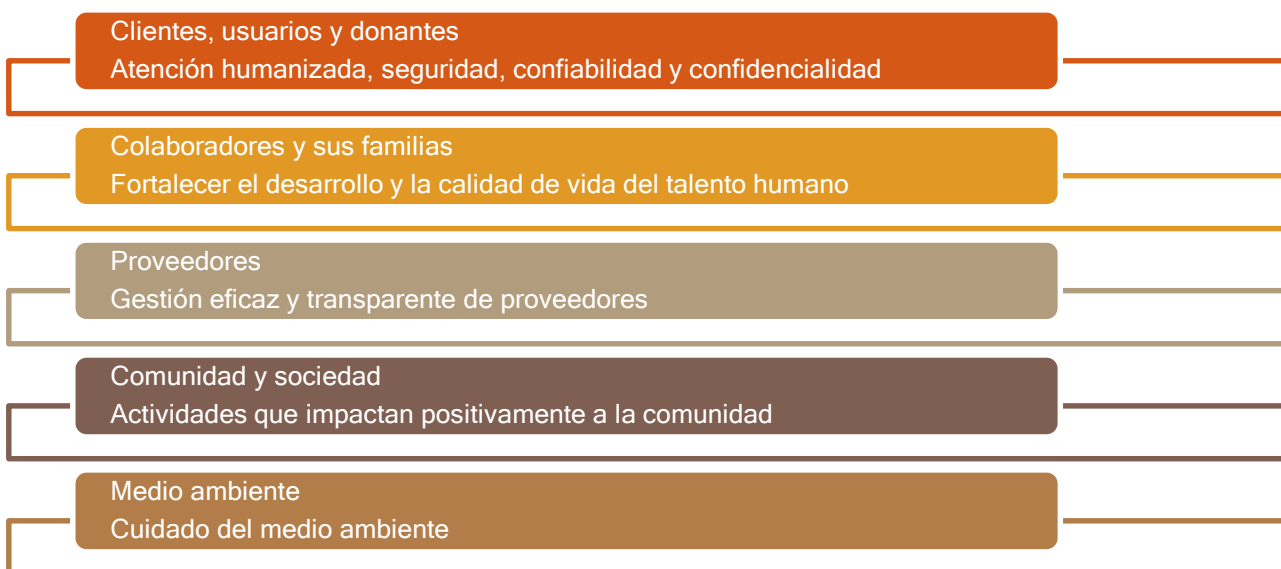 Clientes, usuarios y donantes
Atención humanizada, seguridad, confiabilidad y confidencialidad
Colaboradores y sus familias
Fortalecer el desarrollo y la calidad de vida del talento humano
Proveedores
Gestión eficaz y transparente de proveedores
Comunidad y sociedad
Actividades que impactan positivamente a la comunidad
Medio ambiente
Cuidado del medio ambiente